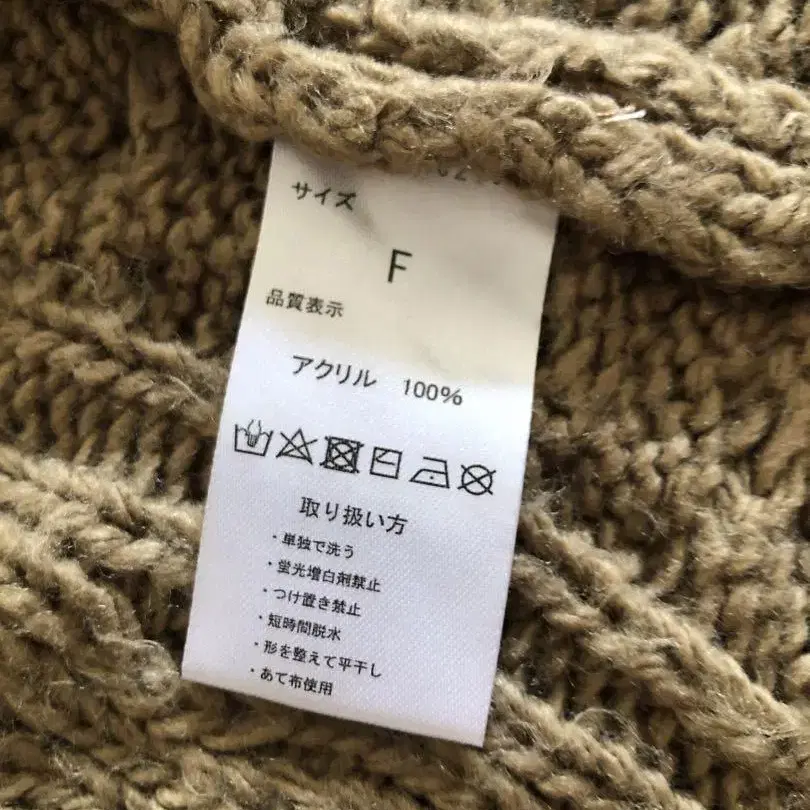 サイズ
F
品質表示
アクリル 100%
取り扱い方
・単独で洗う
・蛍光増白剤禁止
・つけ置き禁止
・短時間脱水
・形を整えて平干し
・あて布使用